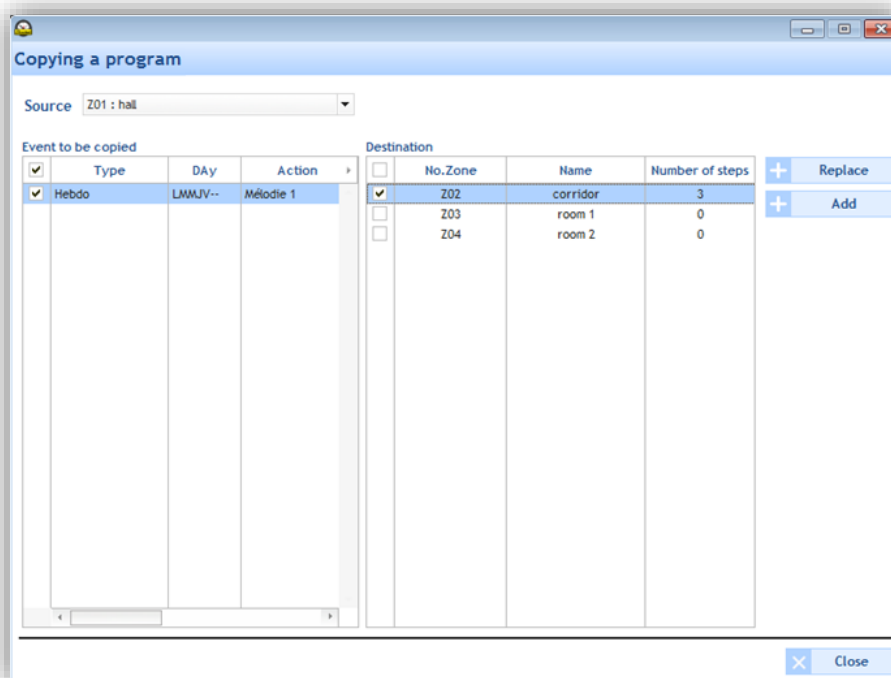 Copying a program
Source Z01 : hall
Event to be copied
Type DAy Action
Hebdo LMMJV-- Mélodie 1
Destination
No.Zone Name Number of steps
Z02 corridor 3
Z03 room 1 0
Z04 room 2 0
Replace
Add
Close